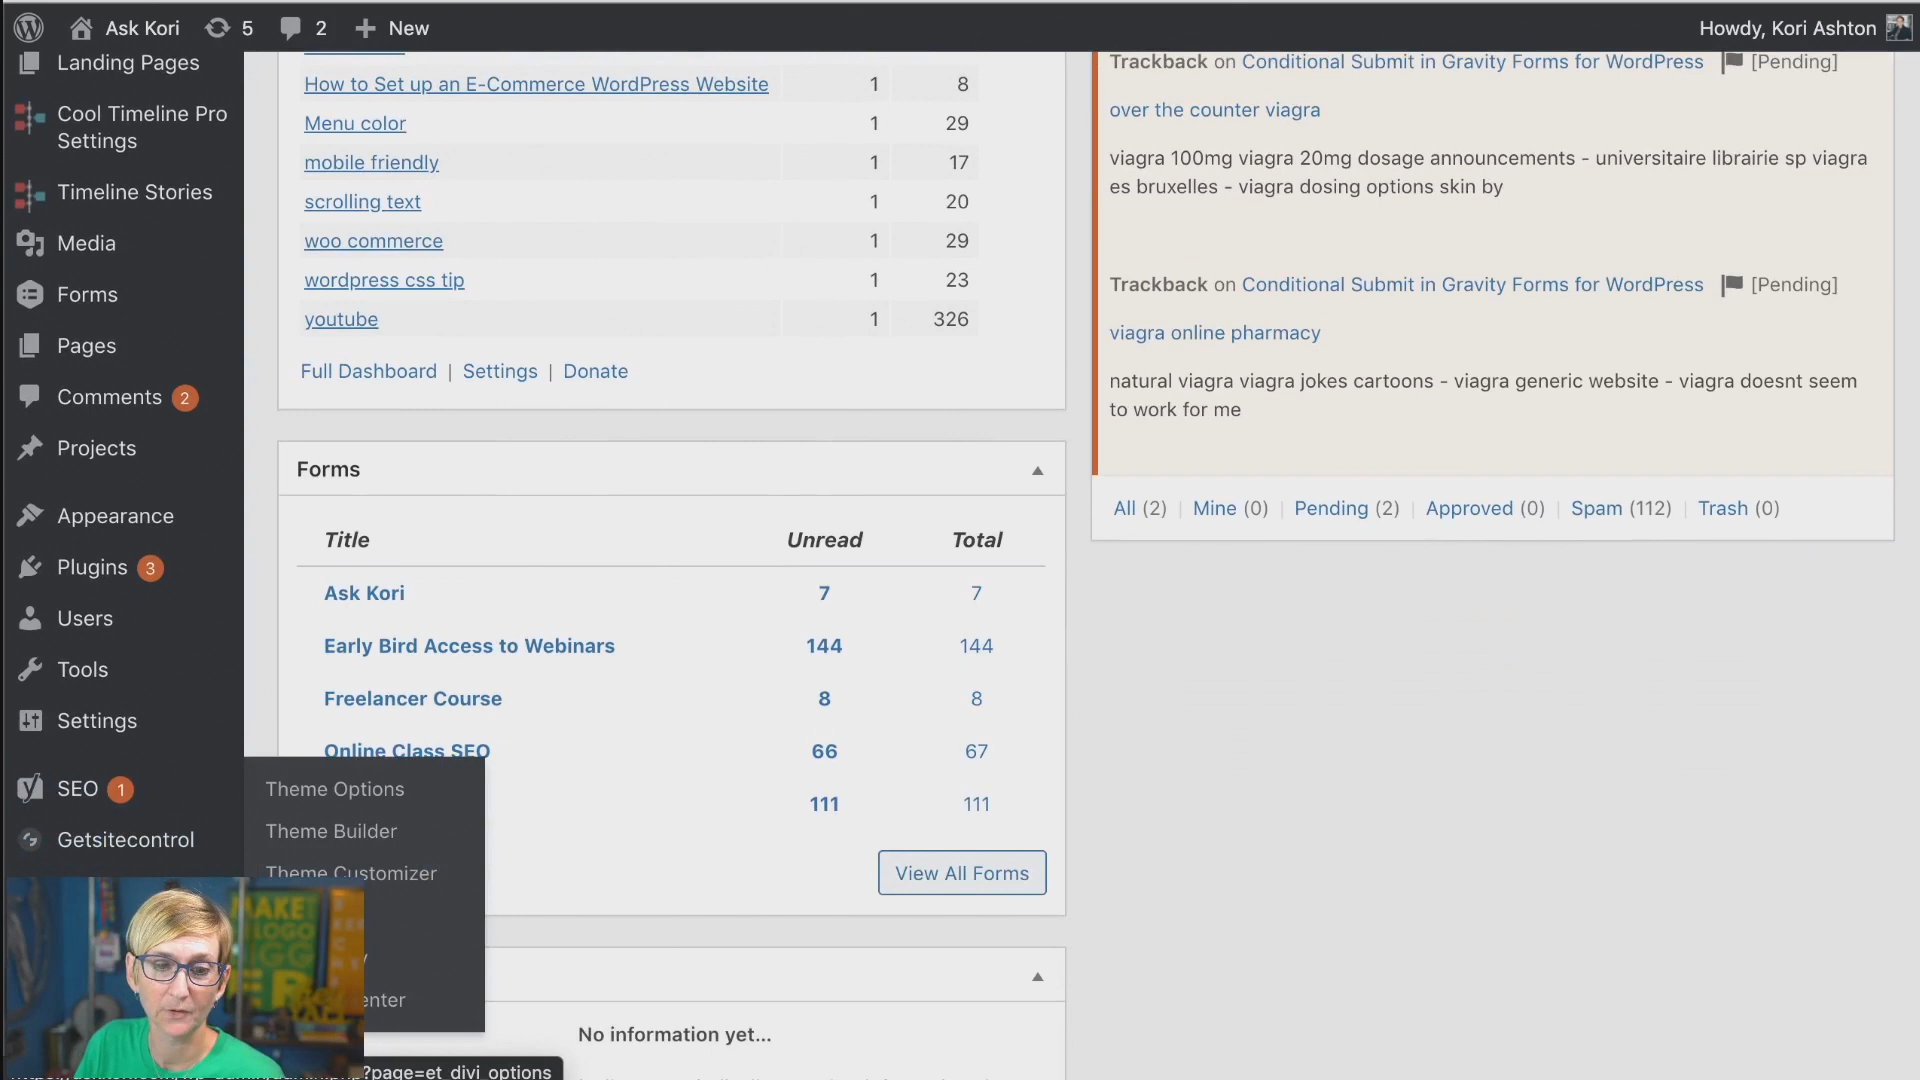 Ask Kori 5 2 New Howdy, Kori Ashton
Landing Pages
Cool Timeline Pro
Settings
Timeline Stories
Media
Forms
Pages
Comments 2
Projects
Appearance
Plugins 3
Users
Tools
Settings
SEO 1
Getsitecontrol
How to Set up an E-Commerce WordPress Website 1 8
Menu color 1 29
mobile friendly 1 17
scrolling text 1 20
woo commerce 1 29
wordpress css tip 1 23
youtube 1 326
Full Dashboard | Settings | Donate
Forms
Title Unread Total
Ask Kori 7 7
Early Bird Access to Webinars 144 144
Freelancer Course 8 8
Online Class SEO 66 67
111 111
View All Forms
Theme Options
Theme Builder
Theme Customizer
enter
No information yet...
?page=et_divi_options
Trackback on Conditional Submit in Gravity Forms for WordPress [Pending]
over the counter viagra
viagra 100mg viagra 20mg dosage announcements - universitaire librairie sp viagra
es bruxelles - viagra dosing options skin by
Trackback on Conditional Submit in Gravity Forms for WordPress [Pending]
viagra online pharmacy
natural viagra viagra jokes cartoons - viagra generic website - viagra doesnt seem
to work for me
All (2) | Mine (0) | Pending (2) | Approved (0) | Spam (112) | Trash (0)
MAKE
LOGO